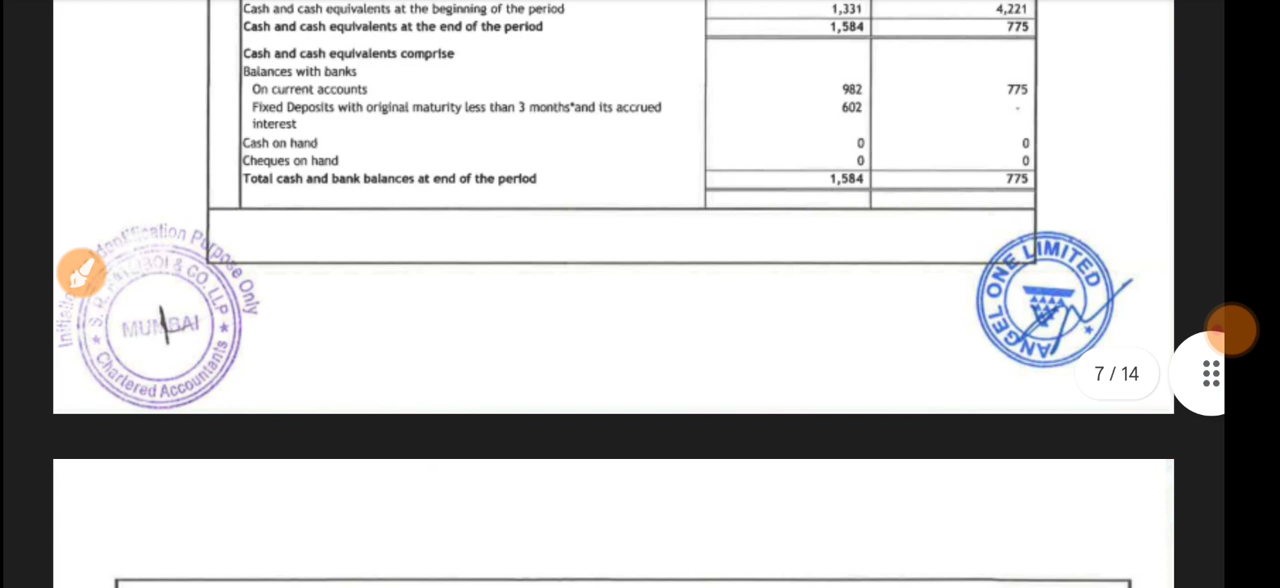 Cash and cash equivalents at the beginning of the period 1,331 4,221
Cash and cash equivalents at the end of the period 1,584 775
Cash and cash equivalents comprise
Balances with banks
On current accounts 982 775
Fixed Deposits with original maturity less than 3 months*and its accrued 602 -
interest
Cash on hand 0 0
Cheques on hand 0 0
Total cash and bank balances at end of the period 1,584 775
Identification Purpose Only
& CO. LLP
MUMBAI
Chartered Accountants
ANGEL ONE LIMITED
7 / 14